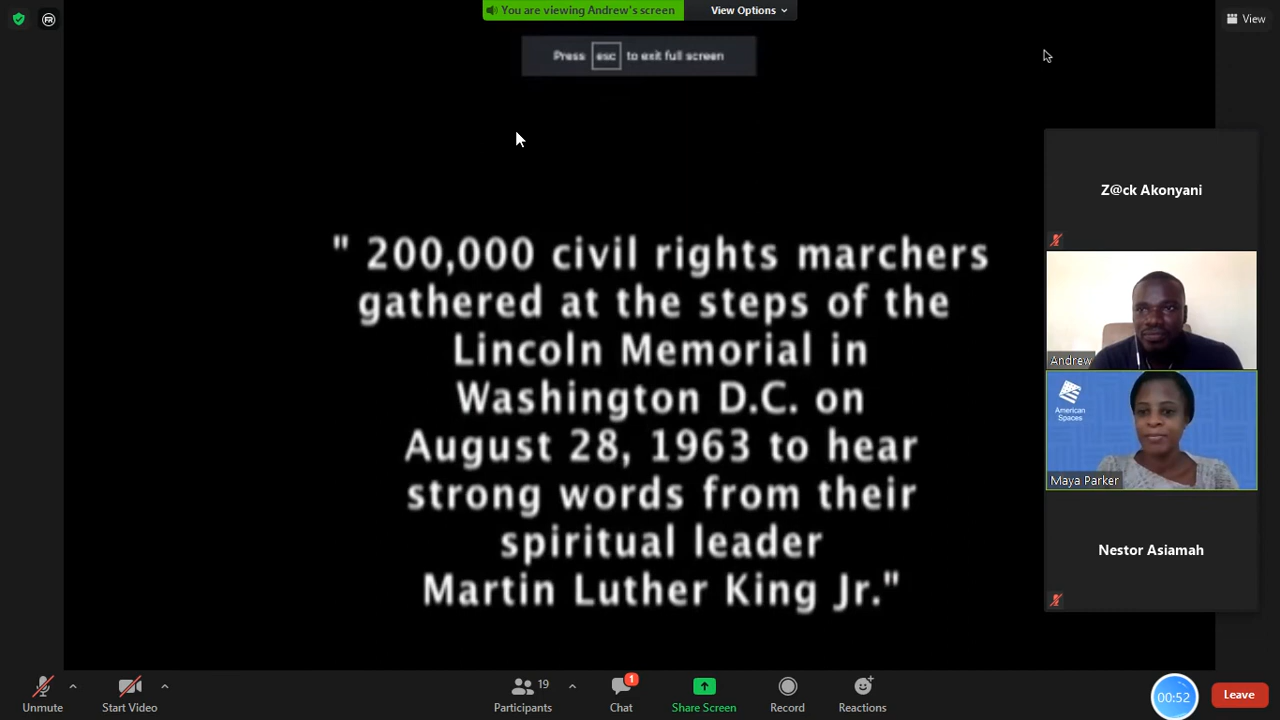 You are viewing Andrew's screen
View Options
View
Press esc to exit full screen
" 200,000 civil rights marchers
gathered at the steps of the
Lincoln Memorial in
Washington D.C. on
August 28, 1963 to hear
strong words from their
spiritual leader
Martin Luther King Jr."
Z@ck Akonyani
Andrew
American
Spaces
Maya Parker
Nestor Asiamah
Unmute
Start Video
Participants
19
Chat
1
Share Screen
Record
Reactions
00:52
Leave
FR